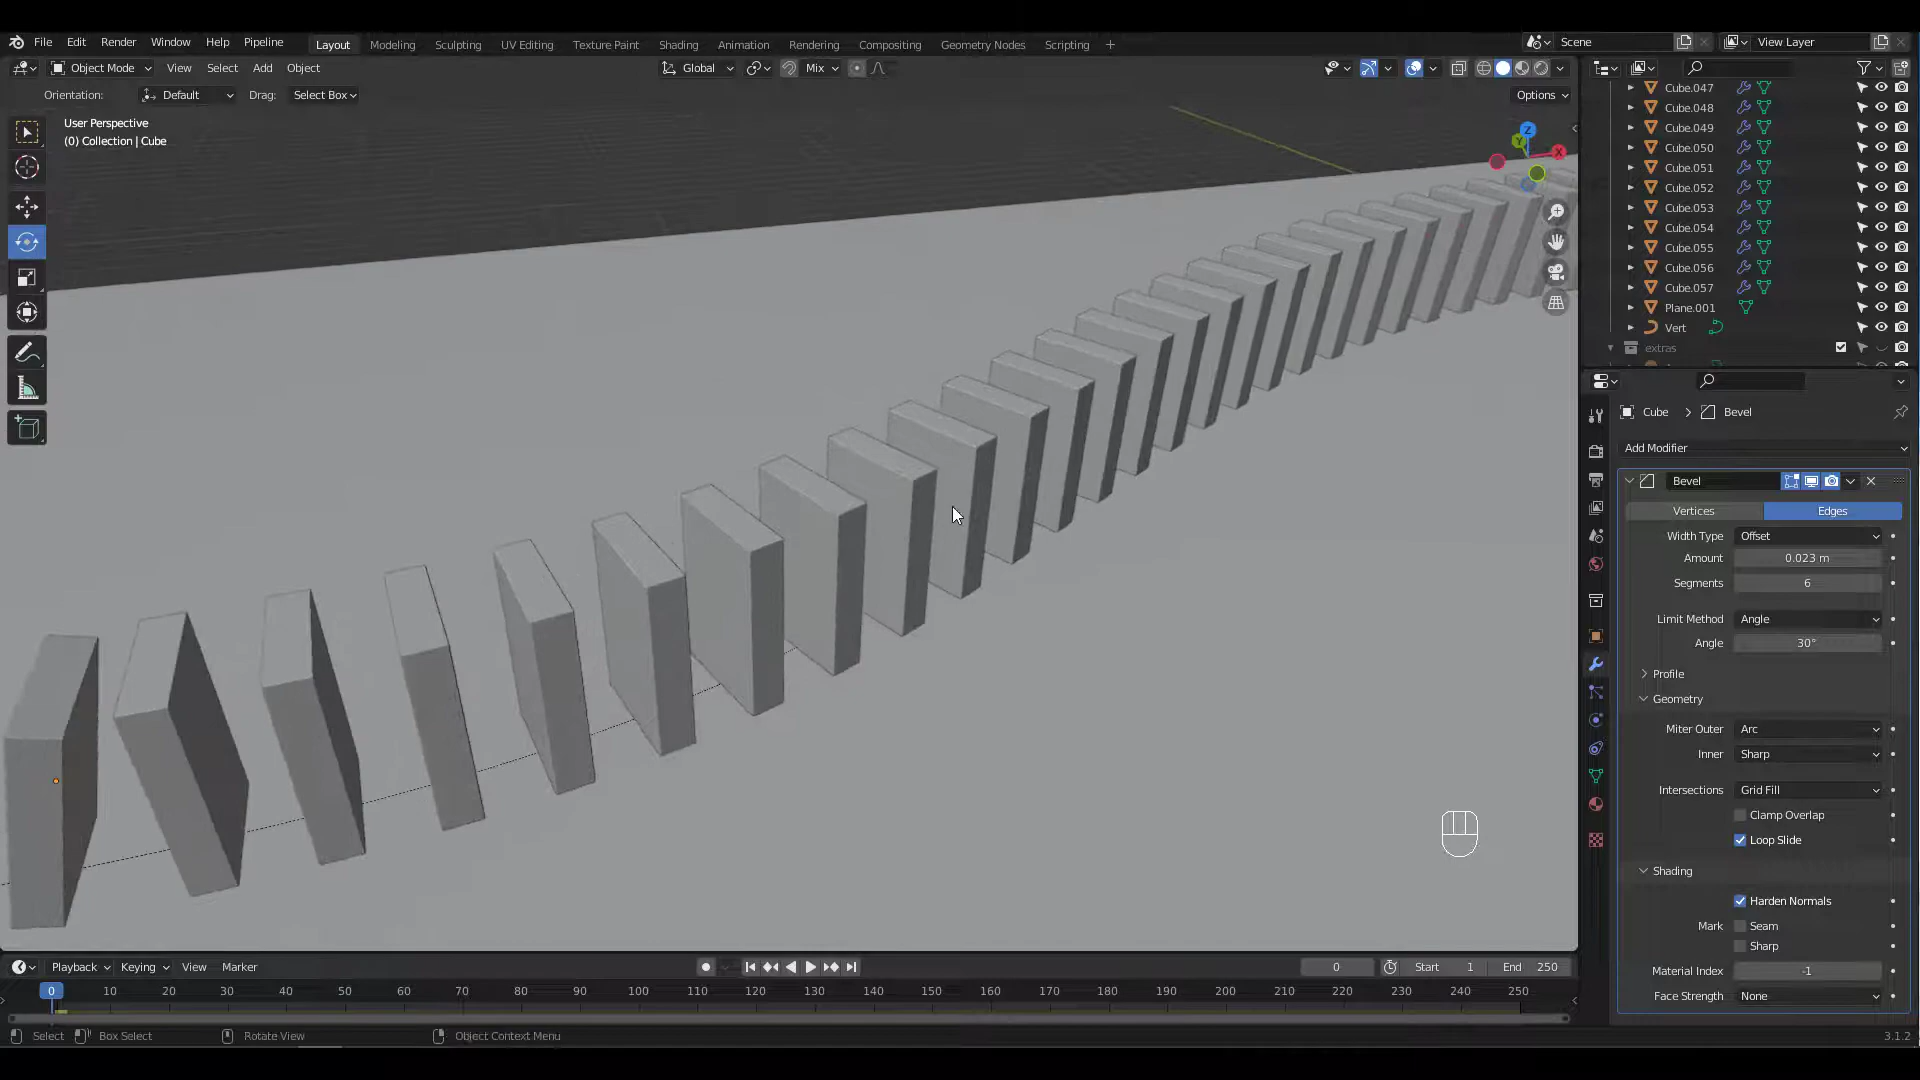 File Edit Render Window Help Pipeline Layout Modeling Sculpting UV Editing Texture Paint Shading Animation Rendering Compositing Geometry Nodes Scripting + Scene View Layer
Object Mode View Select Add Object Global Mix
Orientation: Default Drag: Select Box Options
User Perspective
(0) Collection | Cube
Z
Y
X
Cube.047
Cube.048
Cube.049
Cube.050
Cube.051
Cube.052
Cube.053
Cube.054
Cube.055
Cube.056
Cube.057
Plane.001
Vert
extras
Cube > Bevel
Add Modifier
Bevel
Vertices Edges
Width Type Offset
Amount 0.023 m
Segments 6
Limit Method Angle
Angle 30°
Profile
Geometry
Miter Outer Arc
Inner Sharp
Intersections Grid Fill
Clamp Overlap
Loop Slide
Shading
Harden Normals
Mark Seam
Sharp
Material Index -1
Face Strength None
Playback Keying View Marker 0 Start 1 End 250
0 10 20 30 40 50 60 70 80 90 100 110 120 130 140 150 160 170 180 190 200 210 220 230 240 250
Select Box Select Rotate View Object Context Menu 3.1.2